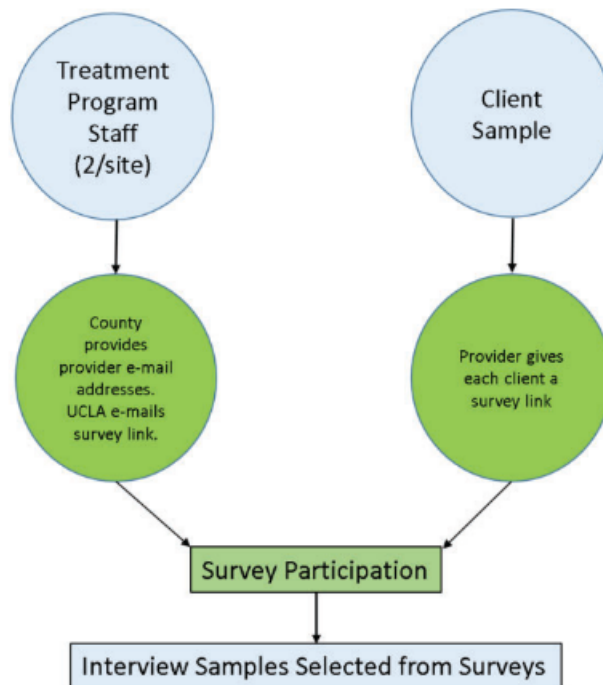 Treatment
Program
Staff
(2/site)
Client
Sample
County
provides
provider e-mail
addresses.
UCLA e-mails
survey link.
Provider gives
each client a
survey link
Survey Participation
Interview Samples Selected from Surveys